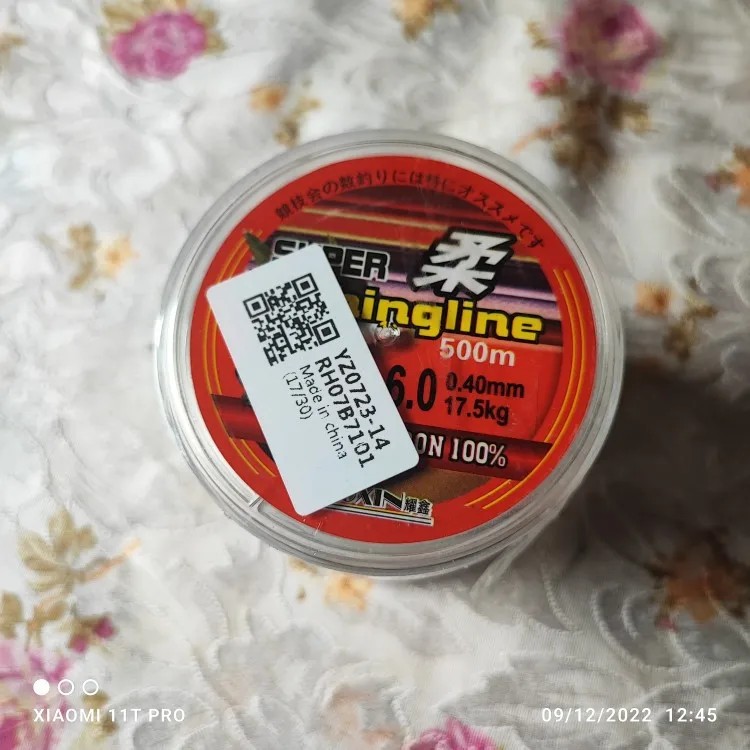 競技会の数釣りには特にオススメです
SUPER 柔
ingline
500m
6.0 0.40mm
17.5kg
ON 100%
XIN 耀鑫
YZ0723-14
RH07B7101
Made in china
(17/30)
XIAOMI 11T PRO
09/12/2022 12:45